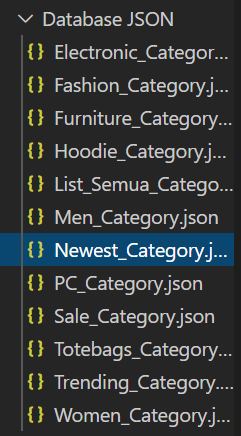 Database JSON
{} Electronic_Categor...
{} Fashion_Category.j...
{} Furniture_Category...
{} Hoodie_Category.j...
{} List_Semua_Catego...
{} Men_Category.json
{} Newest_Category.j...
{} PC_Category.json
{} Sale_Category.json
{} Totebags_Category...
{} Trending_Category....
{} Women_Category.j...